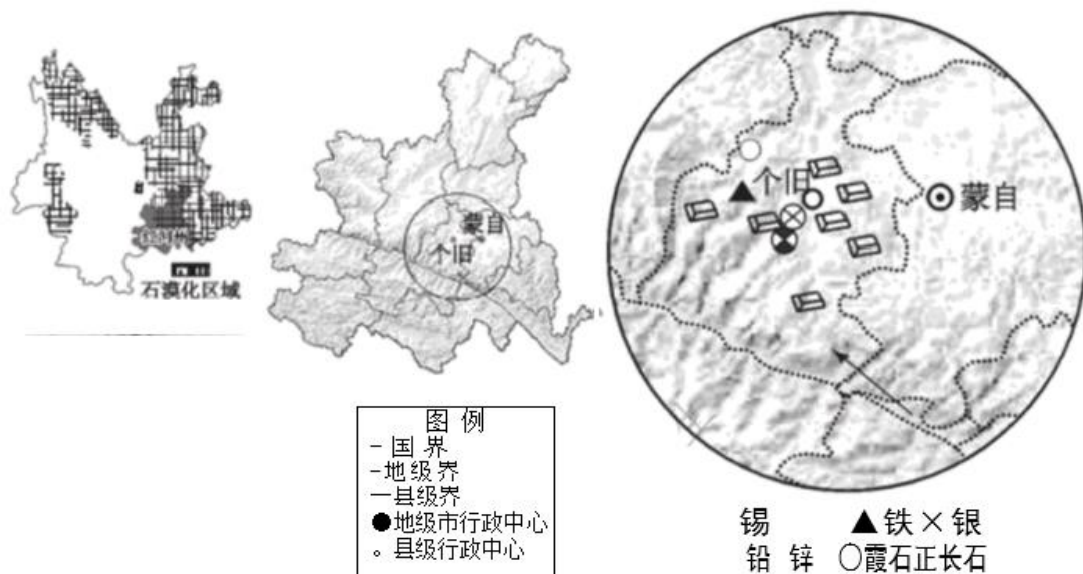 石漠化区域
蒙自
个旧
个旧
蒙自
图 例
- 国界
-地级界
—县级界
●地级市行政中心
。县级行政中心
锡 ▲铁×银
铅 锌 ○霞石正长石